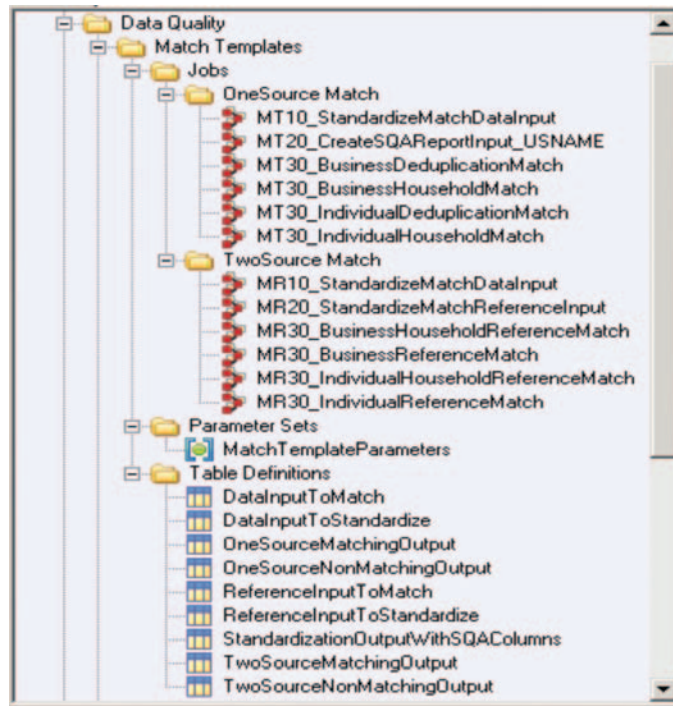 Data Quality
Match Templates
Jobs
OneSource Match
MT10_StandardizeMatchDataInput
MT20_CreateSQAReportInput_USNAME
MT30_BusinessDeduplicationMatch
MT30_BusinessHouseholdMatch
MT30_IndividualDeduplicationMatch
MT30_IndividualHouseholdMatch
TwoSource Match
MR10_StandardizeMatchDataInput
MR20_StandardizeMatchReferenceInput
MR30_BusinessHouseholdReferenceMatch
MR30_BusinessReferenceMatch
MR30_IndividualHouseholdReferenceMatch
MR30_IndividualReferenceMatch
Parameter Sets
MatchTemplateParameters
Table Definitions
DataInputToMatch
DataInputToStandardize
OneSourceMatchingOutput
OneSourceNonMatchingOutput
ReferenceInputToMatch
ReferenceInputToStandardize
StandardizationOutputWithSQAColumns
TwoSourceMatchingOutput
TwoSourceNonMatchingOutput